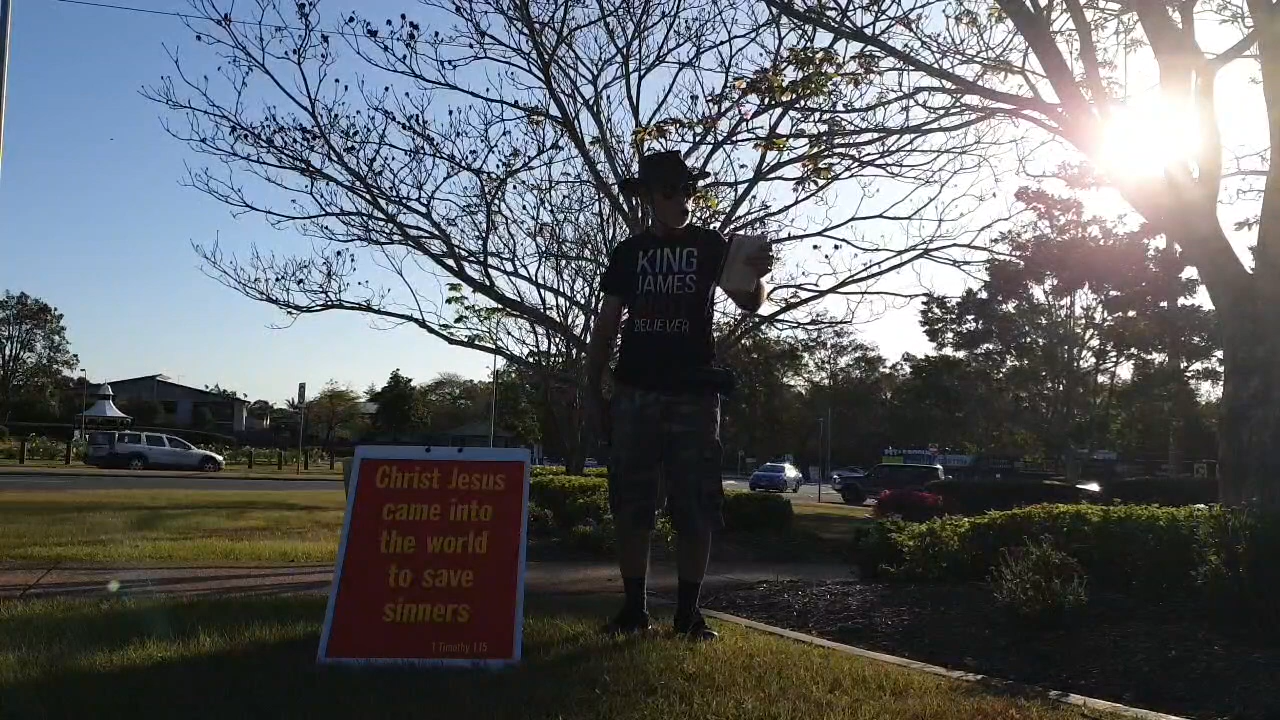 KING
JAMES
BELIEVER
Christ Jesus
came into
the world
to save
sinners
1 Timothy 1:15